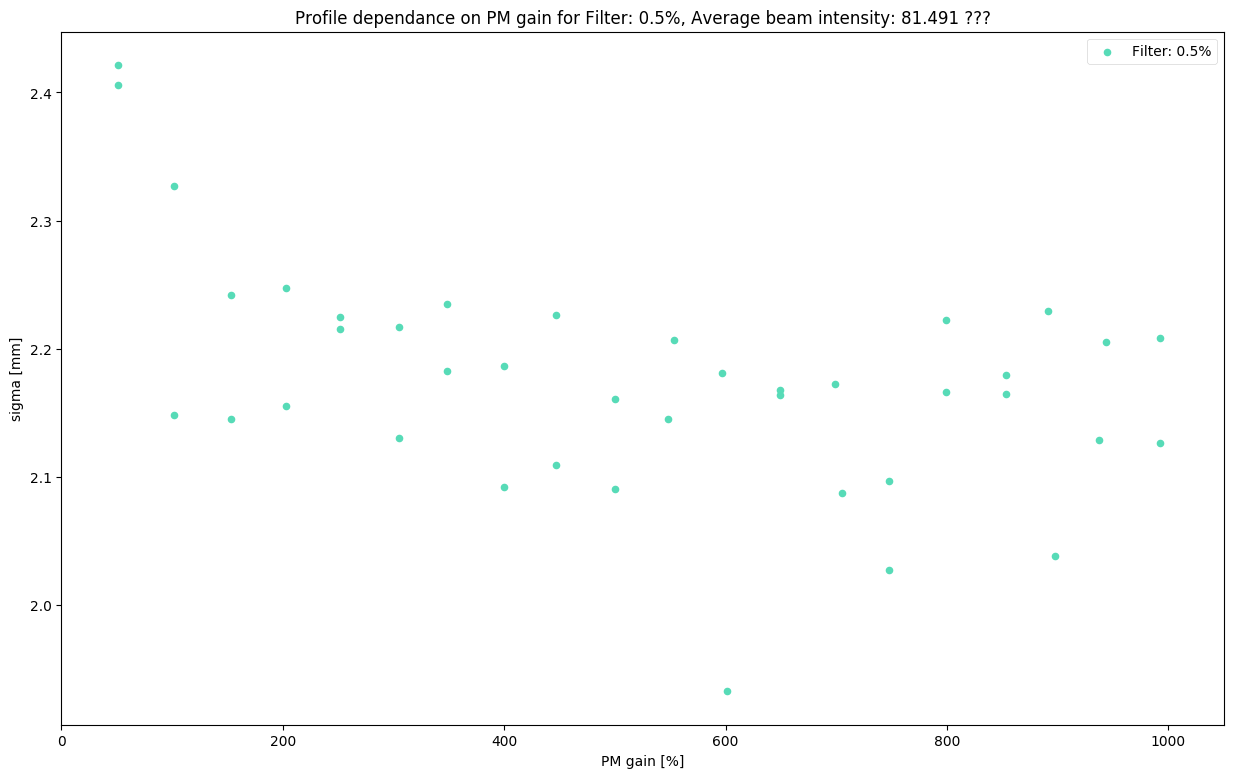 Profile dependance on PM gain for Filter: 0.5%, Average beam intensity: 81.491 ???
Filter: 0.5%
2.4
2.3
2.2
2.1
2.0
sigma [mm]
0 200 400 600 800 1000
PM gain [%]